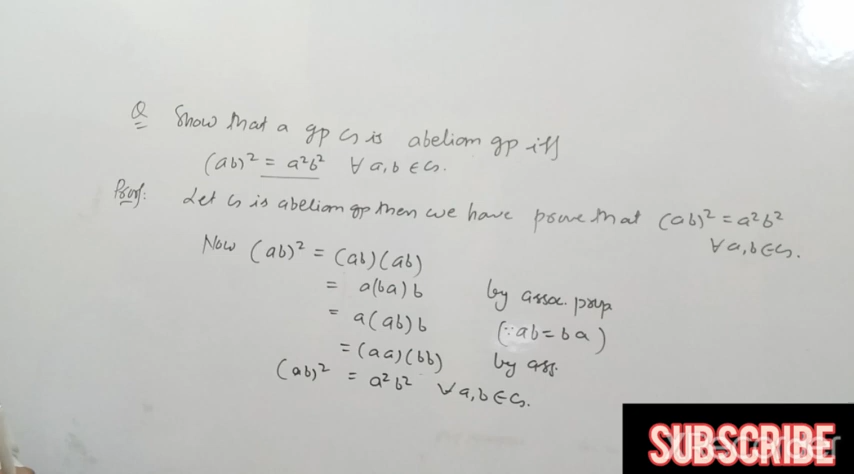 Q Show that a gp G is abelian gp iff
(ab)² = a²b² ∀ a,b ∈ G.
Proof: Let G is abelian gp then we have prove that (ab)² = a²b²
∀ a,b ∈ G.
Now (ab)² = (ab)(ab)
= a(ba)b by assoc. prop
= a(ab)b (∵ ab = ba)
= (aa)(bb) by ass.
(ab)² = a²b² ∀ a,b ∈ G.
SUBSCRIBE